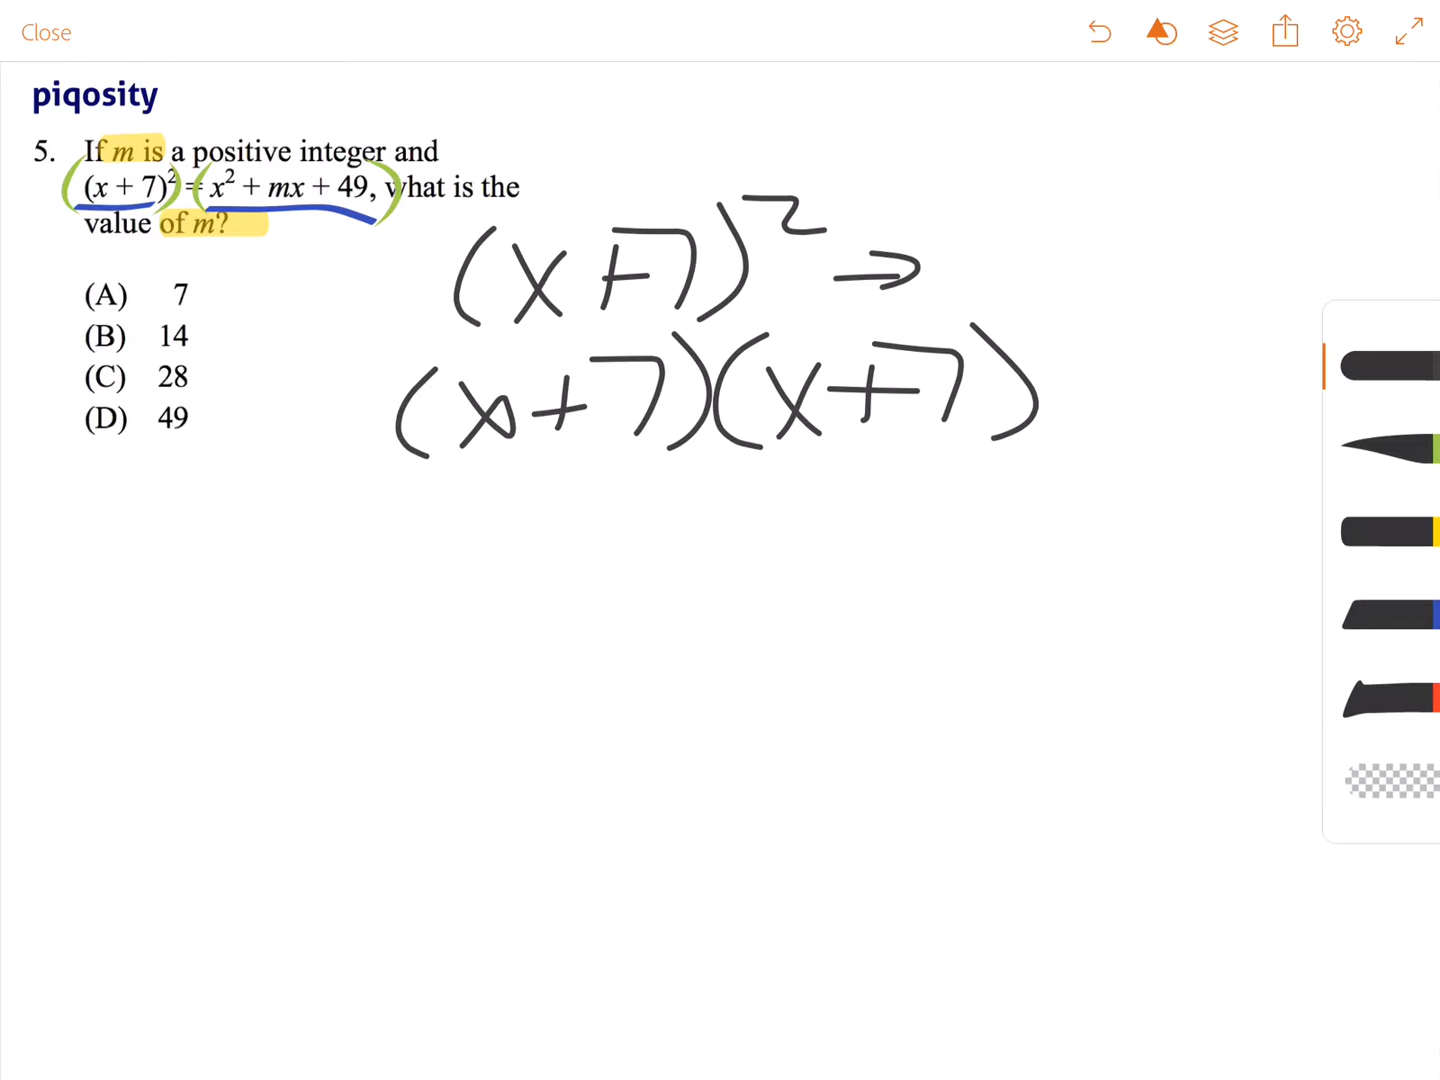 Close
piqosity
5. If m is a positive integer and
(x + 7)² = x² + mx + 49, what is the
value of m?
(A) 7
(B) 14
(C) 28
(D) 49
(x+7)² →
(x+7)(x+7)